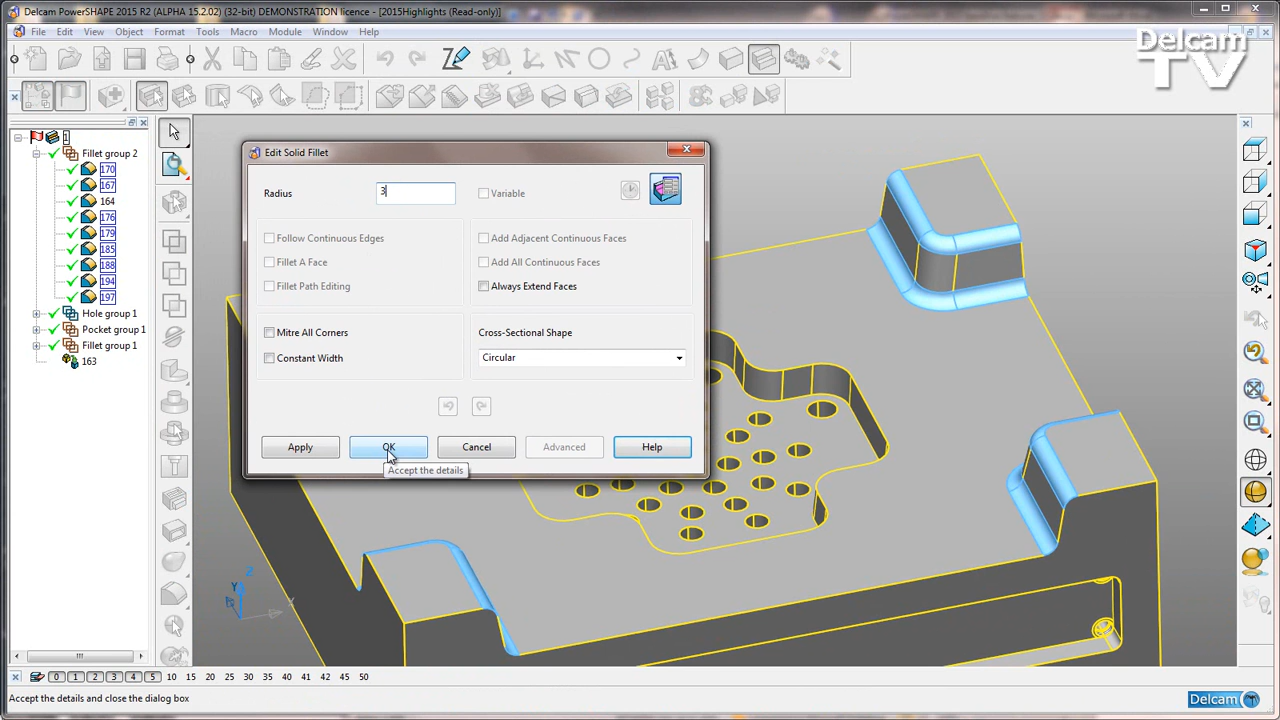 Delcam PowerSHAPE 2015 R2 (ALPHA 15.2.02) (32-bit) DEMONSTRATION licence - [2015Highlights (Read-only)]
File Edit View Object Format Tools Macro Module Window Help
Delcam
TV
1
Fillet group 2
170
167
164
176
179
185
188
194
197
Hole group 1
Pocket group 1
Fillet group 1
163
Edit Solid Fillet
Radius 3 Variable
Follow Continuous Edges Add Adjacent Continuous Faces
Fillet A Face Add All Continuous Faces
Fillet Path Editing Always Extend Faces
Mitre All Corners Cross-Sectional Shape
Constant Width Circular
Apply OK Cancel Advanced Help
Accept the details
Z
Y
X
0 1 2 3 4 5 10 15 20 25 30 40 41 42 45 50
Accept the details and close the dialog box
Delcam